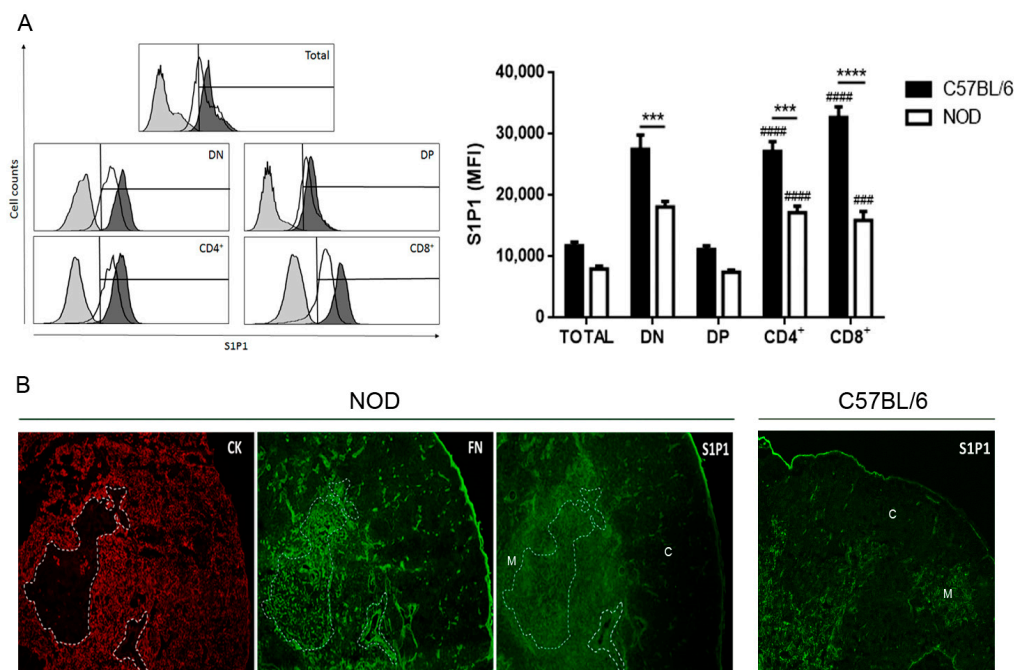 A
Total
DN
DP
CD4⁺
CD8⁺
Cell counts
S1P1
S1P1 (MFI)
40,000
30,000
20,000
10,000
0
***
***
****
####
####
####
###
TOTAL
DN
DP
CD4⁺
CD8⁺
C57BL/6
NOD
B
NOD
C57BL/6
CK
FN
S1P1
M
C
S1P1
C
M